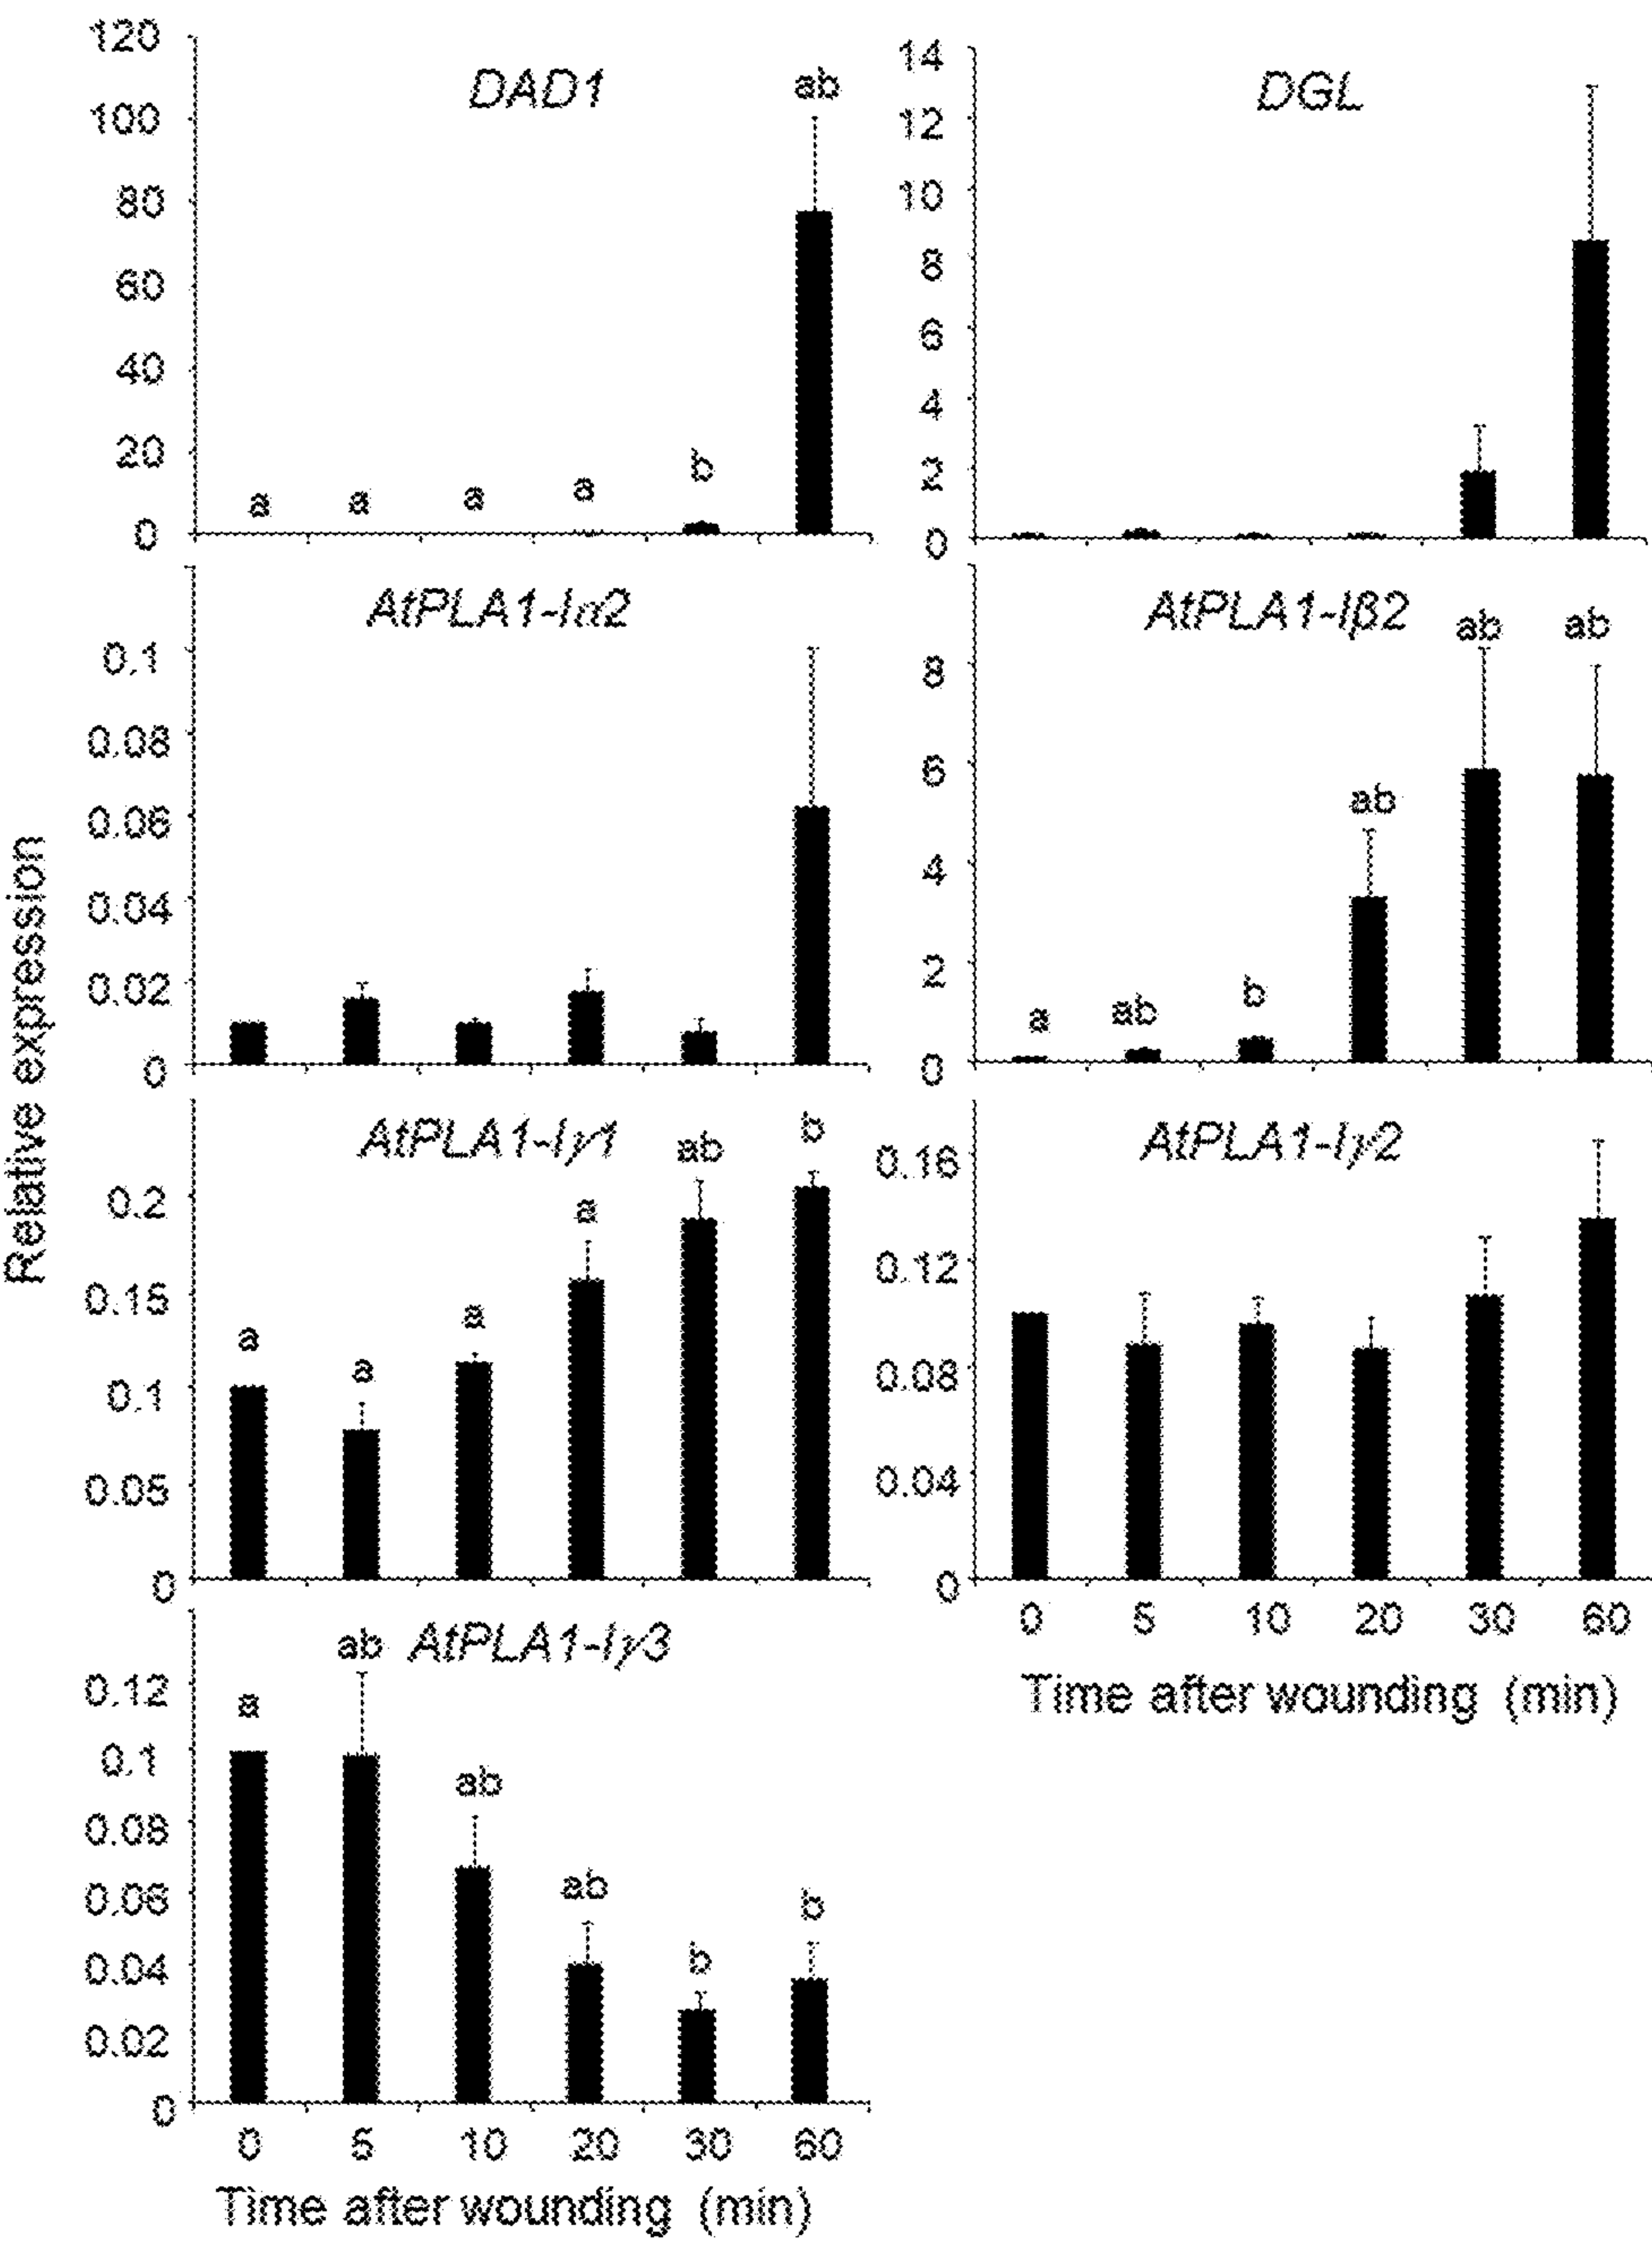 Relative expression
DAD1
120
100
80
60
40
20
0
a a a a b ab
DGL
14
12
10
8
6
4
2
0
AtPLA1-Iα2
0.1
0.08
0.06
0.04
0.02
0
AtPLA1-Iβ2
8
6
4
2
0
a ab b ab ab ab
AtPLA1-Iγ1
0.2
0.15
0.1
0.05
0
a a a a ab b
AtPLA1-Iγ2
0.16
0.12
0.08
0.04
0
0 5 10 20 30 60
Time after wounding (min)
AtPLA1-Iγ3
0.12
0.1
0.08
0.06
0.04
0.02
0
a ab ab ab b b
0 5 10 20 30 60
Time after wounding (min)